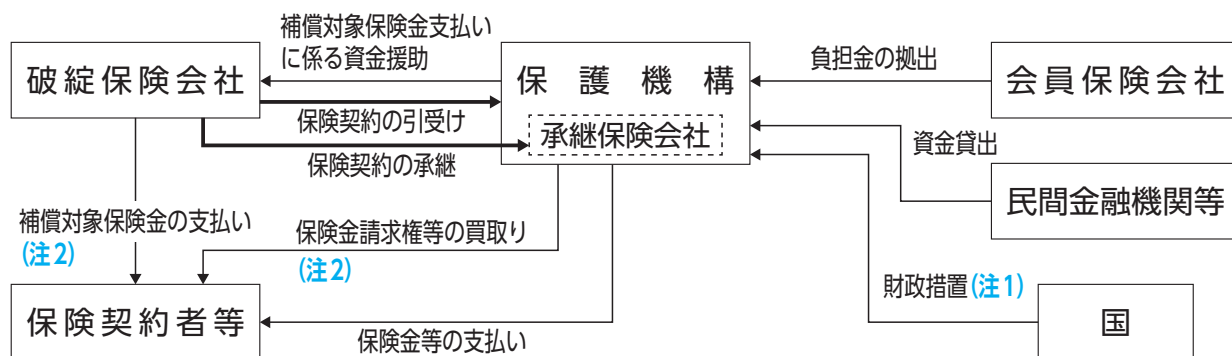 補償対象保険金支払い
に係る資金援助
破綻保険会社
保護機構
負担金の拠出
会員保険会社
保険契約の引受け
承継保険会社
保険契約の承継
資金貸出
民間金融機関等
補償対象保険金の支払い
(注2)
保険金請求権等の買取り
(注2)
財政措置(注1)
保険契約者等
保険金等の支払い
国